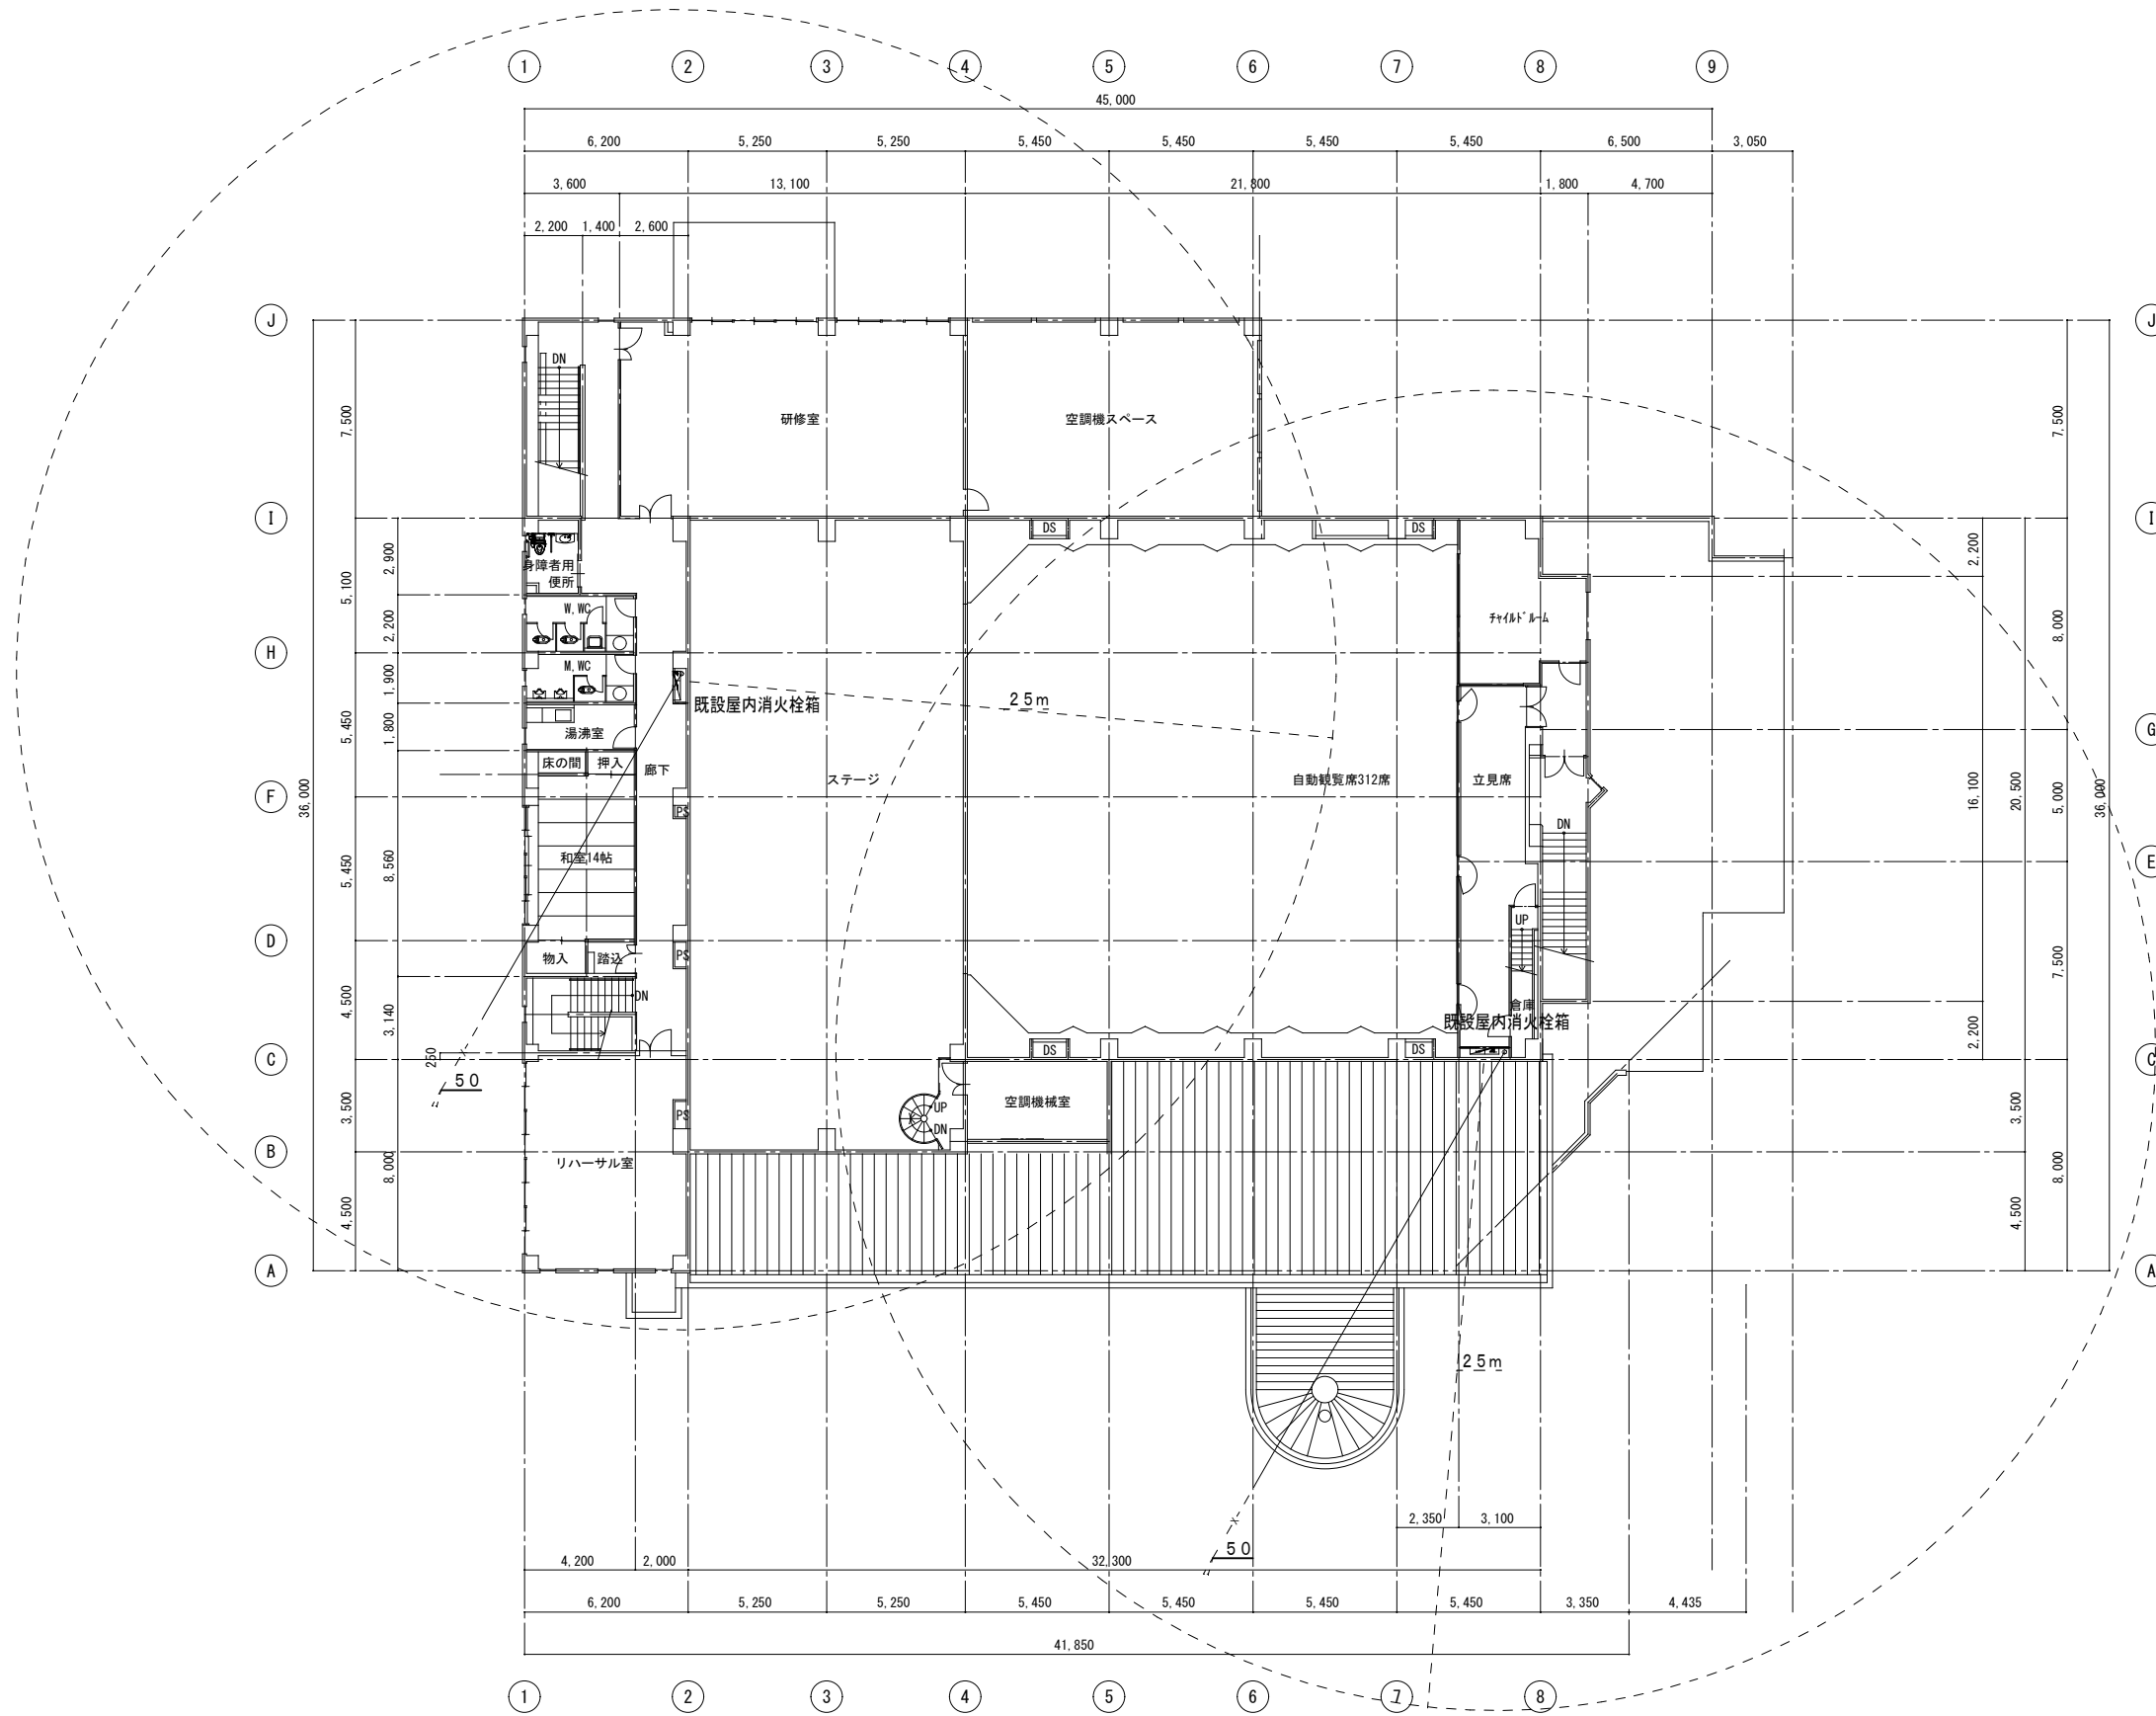 1 2 3 4 5 6 7 8 9
45,000
6,200 5,250 5,250 5,450 5,450 5,450 5,450 6,500 3,050
3,600 13,100 21,800 1,800 4,700
2,200 1,400 2,600
J J
DN
7,500 7,500
研修室 空調機スペース
I I
DS DS
2,900 2,200
身障者用
便所
5,100
W,WC
チャイルドルーム
2,200 8,000
H
M,WC
1,900
25m
既設屋内消火栓箱
5,450 1,800
湯沸室
G
床の間 押入 廊下
ステージ 自動観覧席312席 立見席
F
36,000 16,100 20,500 5,000 36,000
PS
DN
和室14帖
5,450 8,560
E
UP
D
物入 踏込 PS
7,500
DN
倉庫
4,500 3,140
既設屋内消火栓箱
2,200
250
DS DS
C C
50
空調機械室
UP
DN
PS
3,500 3,500
B
リハーサル室
8,000 8,000
4,500 4,500
A A
25m
2,350 3,100
50
4,200 2,000 32,300
6,200 5,250 5,250 5,450 5,450 5,450 5,450 3,350 4,435
41,850
1 2 3 4 5 6 7 8